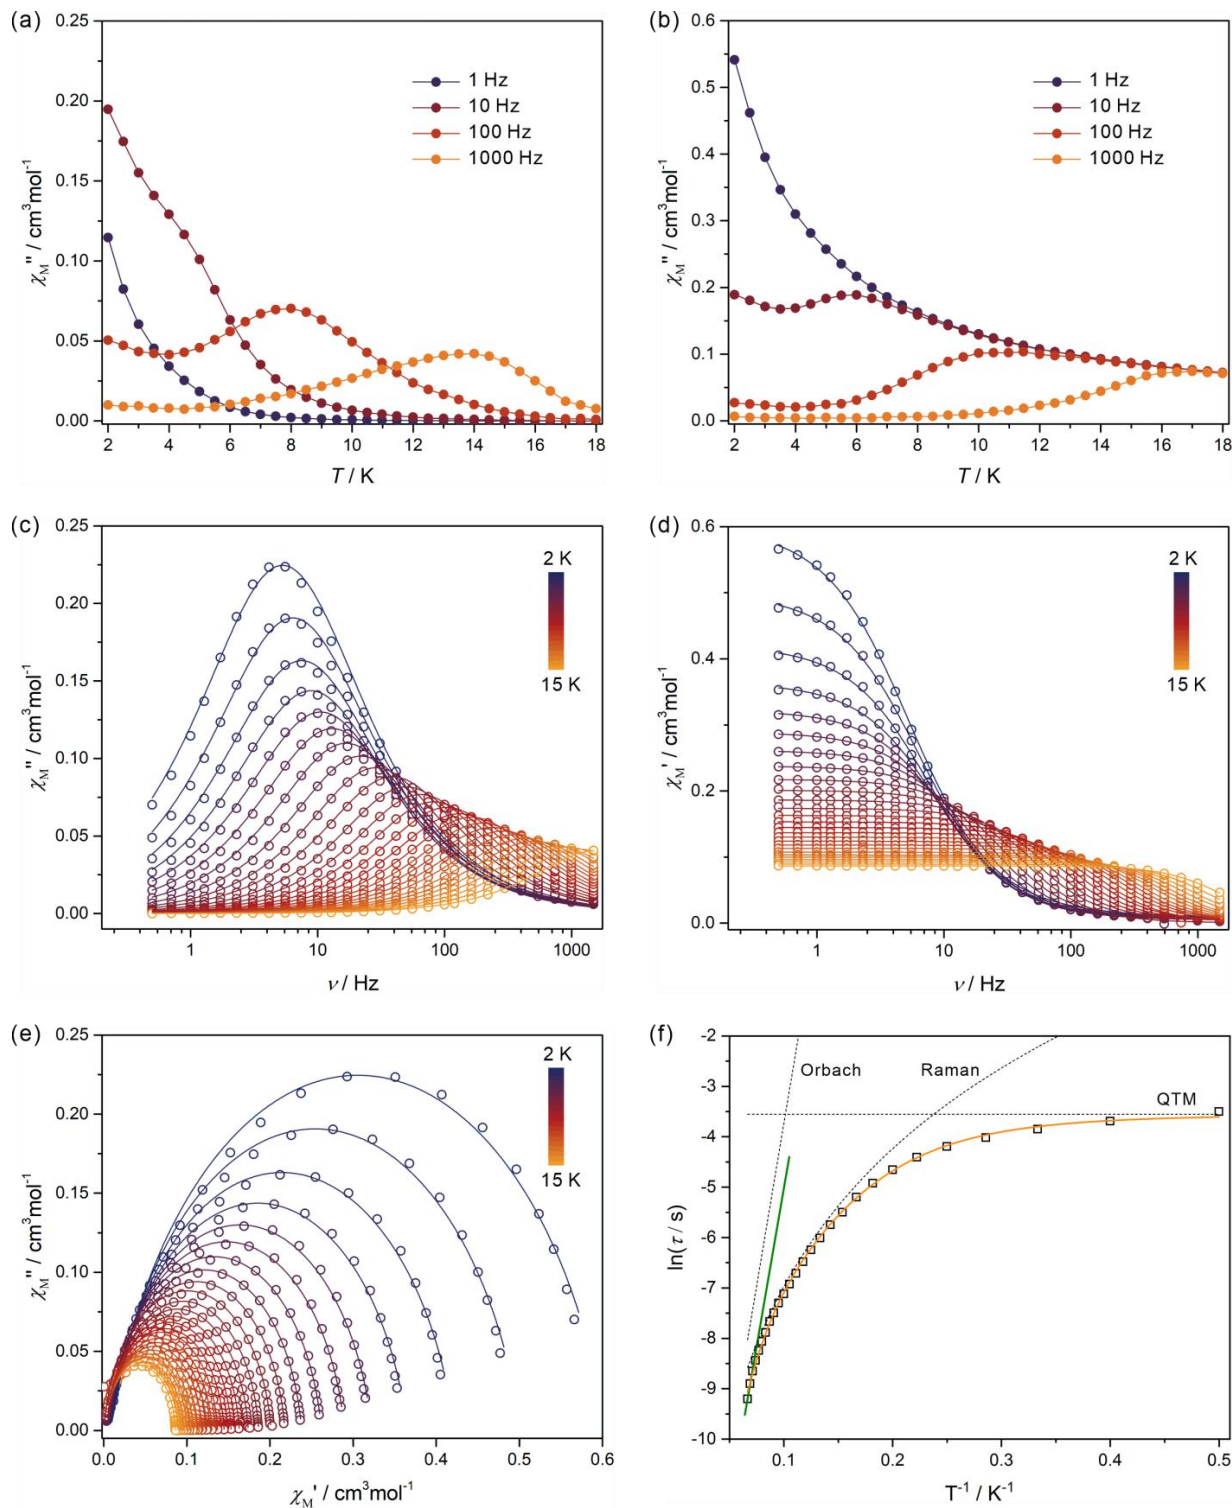 (a)
0.25
0.20
0.15
0.10
0.05
0.00
χM'' / cm³mol⁻¹
1 Hz
10 Hz
100 Hz
1000 Hz
2 4 6 8 10 12 14 16 18
T / K
(b)
0.6
0.5
0.4
0.3
0.2
0.1
0.0
χM'' / cm³mol⁻¹
1 Hz
10 Hz
100 Hz
1000 Hz
2 4 6 8 10 12 14 16 18
T / K
(c)
0.25
0.20
0.15
0.10
0.05
0.00
χM'' / cm³mol⁻¹
2 K
15 K
1 10 100 1000
ν / Hz
(d)
0.6
0.4
0.2
0.0
χM' / cm³mol⁻¹
2 K
15 K
1 10 100 1000
ν / Hz
(e)
0.25
0.20
0.15
0.10
0.05
0.00
χM'' / cm³mol⁻¹
2 K
15 K
0.0 0.1 0.2 0.3 0.4 0.5 0.6
χM' / cm³mol⁻¹
(f)
-2
-3
-4
-5
-6
-7
-8
-9
-10
ln(τ / s)
Orbach
Raman
QTM
0.1 0.2 0.3 0.4 0.5
T⁻¹ / K⁻¹